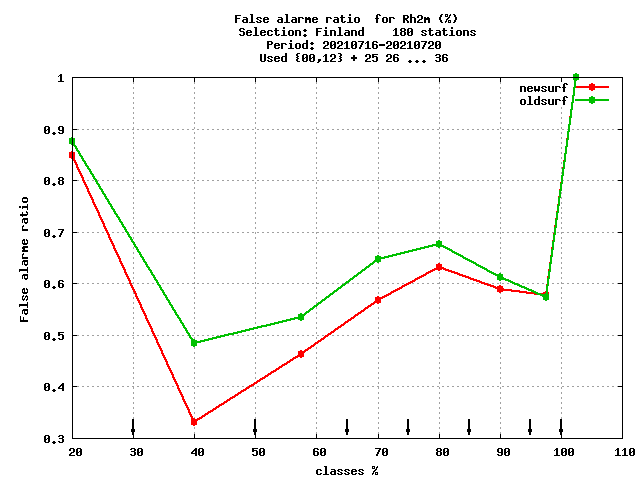 False alarme ratio  for Rh2m (%)
Selection: Finland    180 stations
Period: 20210716-20210720
Used {00,12} + 25 26 ... 36
newsurf
oldsurf
1
0.9
0.8
0.7
0.6
0.5
0.4
0.3
False alarme ratio
20 30 40 50 60 70 80 90 100 110
classes %